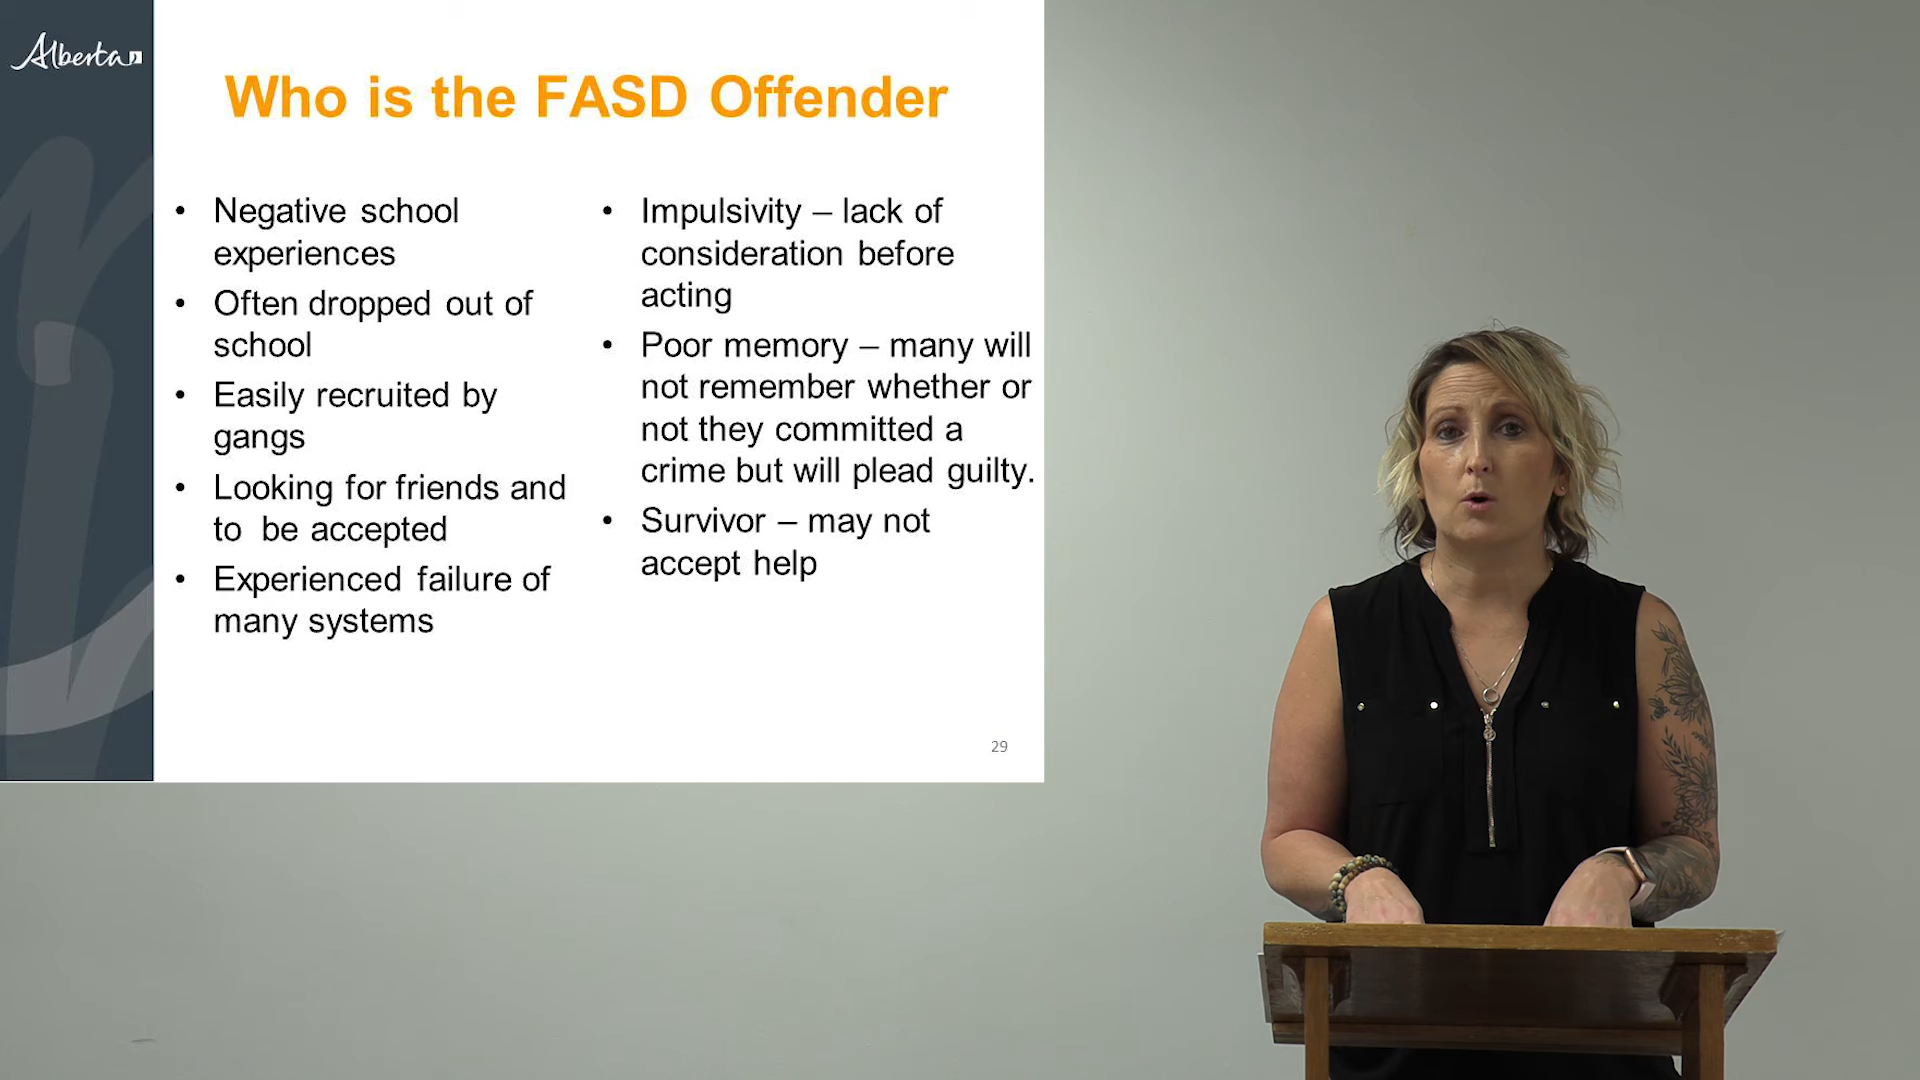 Alberta
Who is the FASD Offender
• Negative school
experiences
• Often dropped out of
school
• Easily recruited by
gangs
• Looking for friends and
to be accepted
• Experienced failure of
many systems
• Impulsivity – lack of
consideration before
acting
• Poor memory – many will
not remember whether or
not they committed a
crime but will plead guilty.
• Survivor – may not
accept help
29